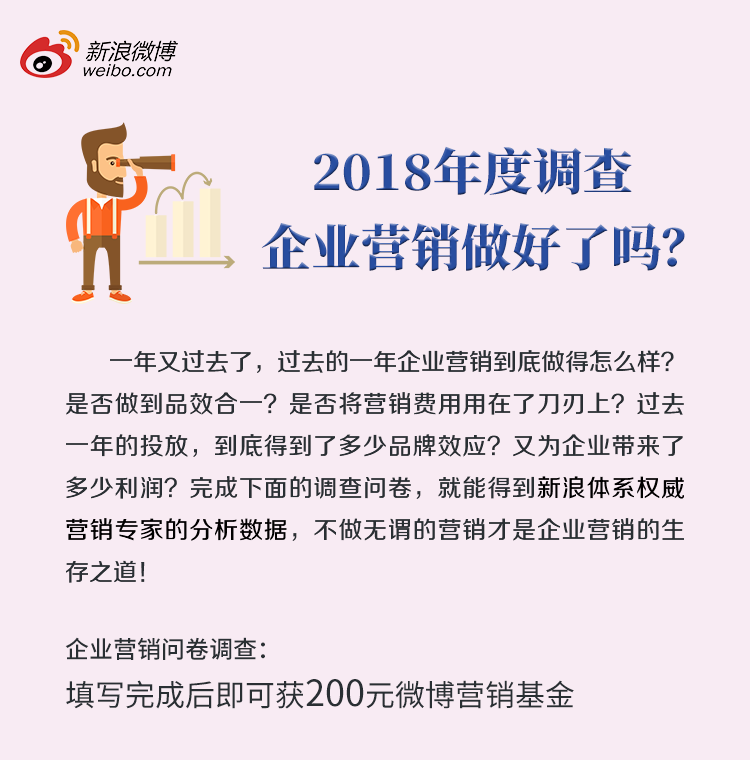 新浪微博
weibo.com
2018年度调查
企业营销做好了吗？
一年又过去了，过去的一年企业营销到底做得怎么样？
是否做到品效合一？是否将营销费用用在了刀刃上？过去
一年的投放，到底得到了多少品牌效应？又为企业带来了
多少利润？完成下面的调查问卷，就能得到新浪体系权威
营销专家的分析数据，不做无谓的营销才是企业营销的生
存之道！
企业营销问卷调查：
填写完成后即可获200元微博营销基金